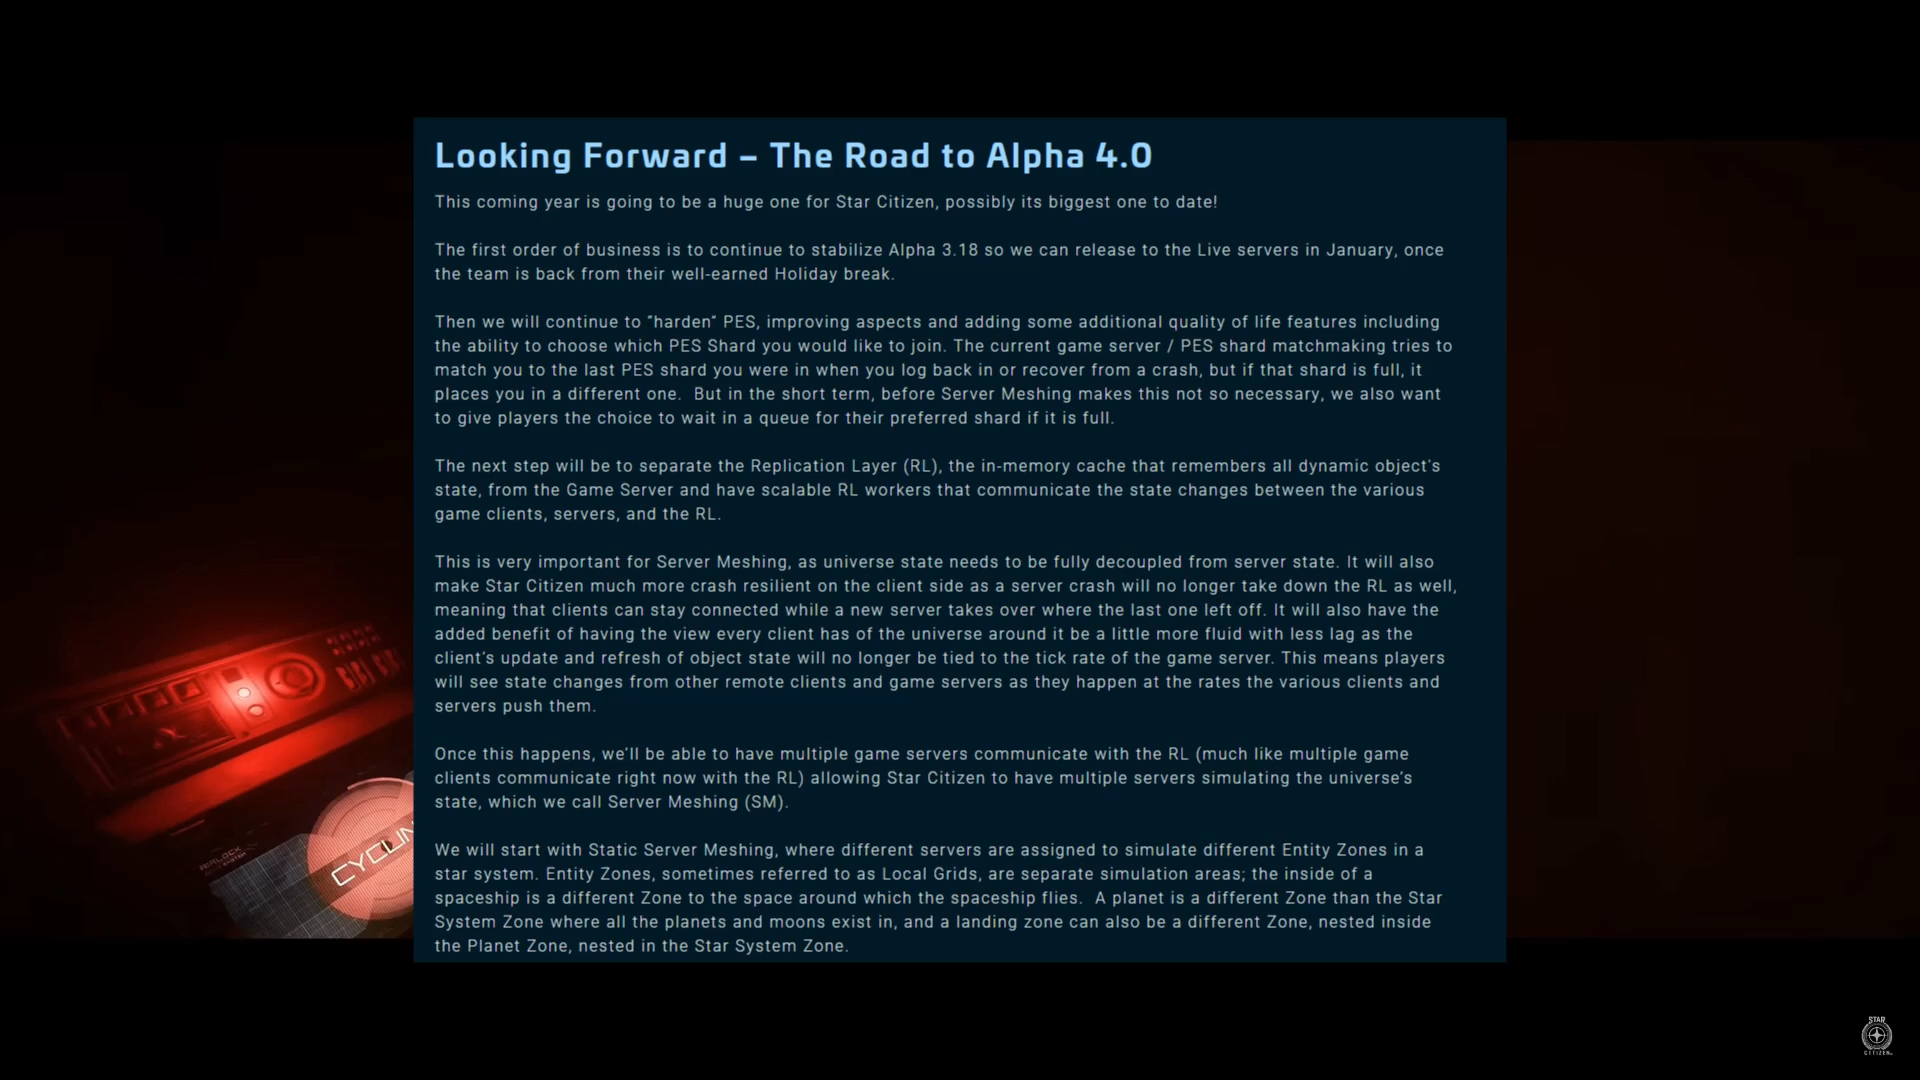 Looking Forward – The Road to Alpha 4.0
This coming year is going to be a huge one for Star Citizen, possibly its biggest one to date!
The first order of business is to continue to stabilize Alpha 3.18 so we can release to the Live servers in January, once
the team is back from their well-earned Holiday break.
Then we will continue to “harden” PES, improving aspects and adding some additional quality of life features including
the ability to choose which PES Shard you would like to join. The current game server / PES shard matchmaking tries to
match you to the last PES shard you were in when you log back in or recover from a crash, but if that shard is full, it
places you in a different one.  But in the short term, before Server Meshing makes this not so necessary, we also want
to give players the choice to wait in a queue for their preferred shard if it is full.
The next step will be to separate the Replication Layer (RL), the in-memory cache that remembers all dynamic object's
state, from the Game Server and have scalable RL workers that communicate the state changes between the various
game clients, servers, and the RL.
This is very important for Server Meshing, as universe state needs to be fully decoupled from server state. It will also
make Star Citizen much more crash resilient on the client side as a server crash will no longer take down the RL as well,
meaning that clients can stay connected while a new server takes over where the last one left off. It will also have the
added benefit of having the view every client has of the universe around it be a little more fluid with less lag as the
client's update and refresh of object state will no longer be tied to the tick rate of the game server. This means players
will see state changes from other remote clients and game servers as they happen at the rates the various clients and
servers push them.
Once this happens, we'll be able to have multiple game servers communicate with the RL (much like multiple game
clients communicate right now with the RL) allowing Star Citizen to have multiple servers simulating the universe's
state, which we call Server Meshing (SM).
We will start with Static Server Meshing, where different servers are assigned to simulate different Entity Zones in a
star system. Entity Zones, sometimes referred to as Local Grids, are separate simulation areas; the inside of a
spaceship is a different Zone to the space around which the spaceship flies.  A planet is a different Zone than the Star
System Zone where all the planets and moons exist in, and a landing zone can also be a different Zone, nested inside
the Planet Zone, nested in the Star System Zone.
AIRLOCK
SYSTEM
CYCLIN
STAR
CITIZEN